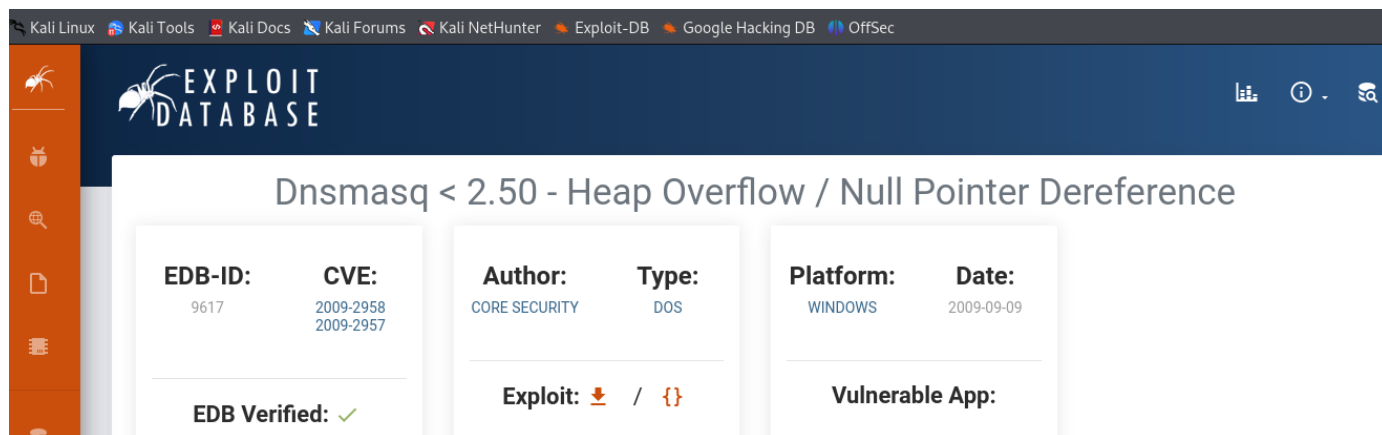 Kali Linux Kali Tools Kali Docs Kali Forums Kali NetHunter Exploit-DB Google Hacking DB OffSec
EXPLOIT
DATABASE
Dnsmasq < 2.50 - Heap Overflow / Null Pointer Dereference
EDB-ID: CVE: Author: Type: Platform: Date:
9617 2009-2958 CORE SECURITY DOS WINDOWS 2009-09-09
2009-2957
Exploit: / {} Vulnerable App:
EDB Verified: